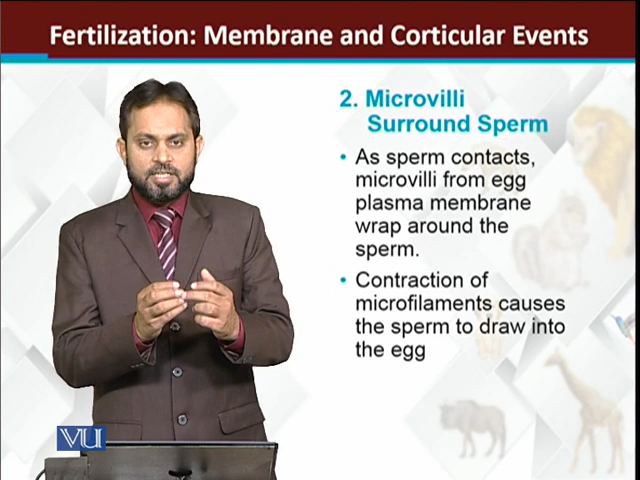 Fertilization: Membrane and Corticular Events
2. Microvilli
Surround Sperm
• As sperm contacts,
microvilli from egg
plasma membrane
wrap around the
sperm.
• Contraction of
microfilaments causes
the sperm to draw into
the egg
VU